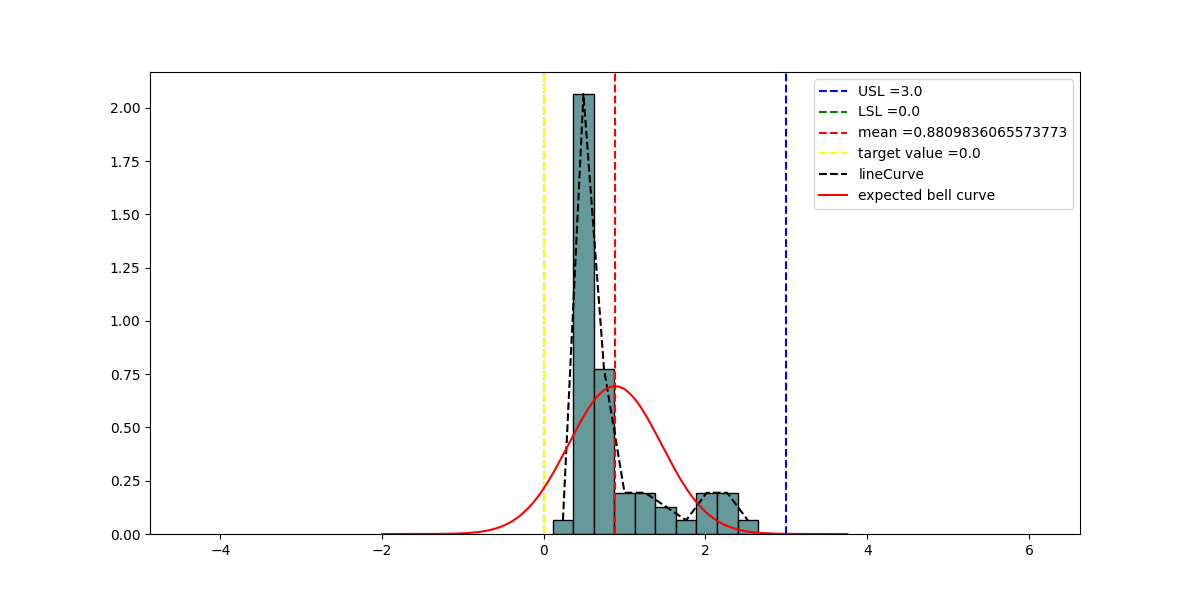 USL =3.0
LSL =0.0
mean =0.8809836065573773
target value =0.0
lineCurve
expected bell curve
2.00
1.75
1.50
1.25
1.00
0.75
0.50
0.25
0.00
−4 −2 0 2 4 6